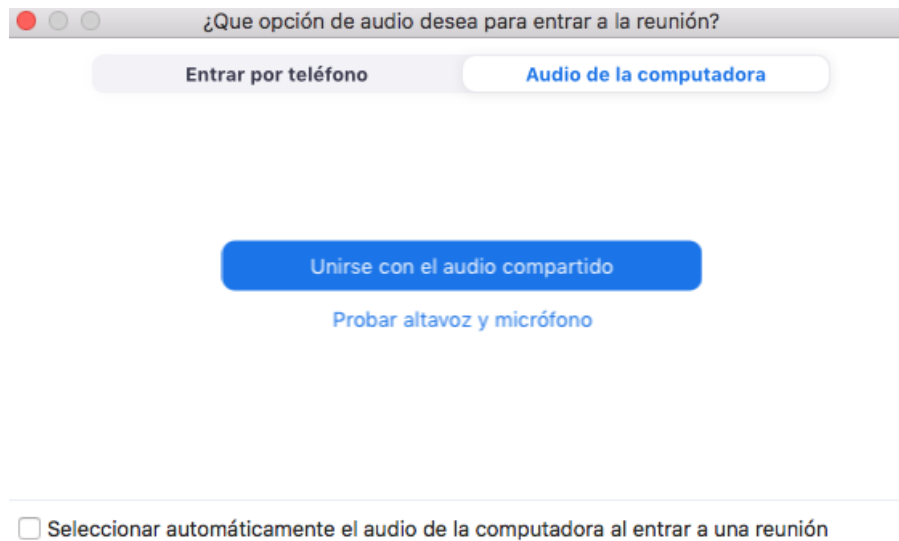 ¿Que opción de audio desea para entrar a la reunión?
Entrar por teléfono
Audio de la computadora
Unirse con el audio compartido
Probar altavoz y micrófono
Seleccionar automáticamente el audio de la computadora al entrar a una reunión